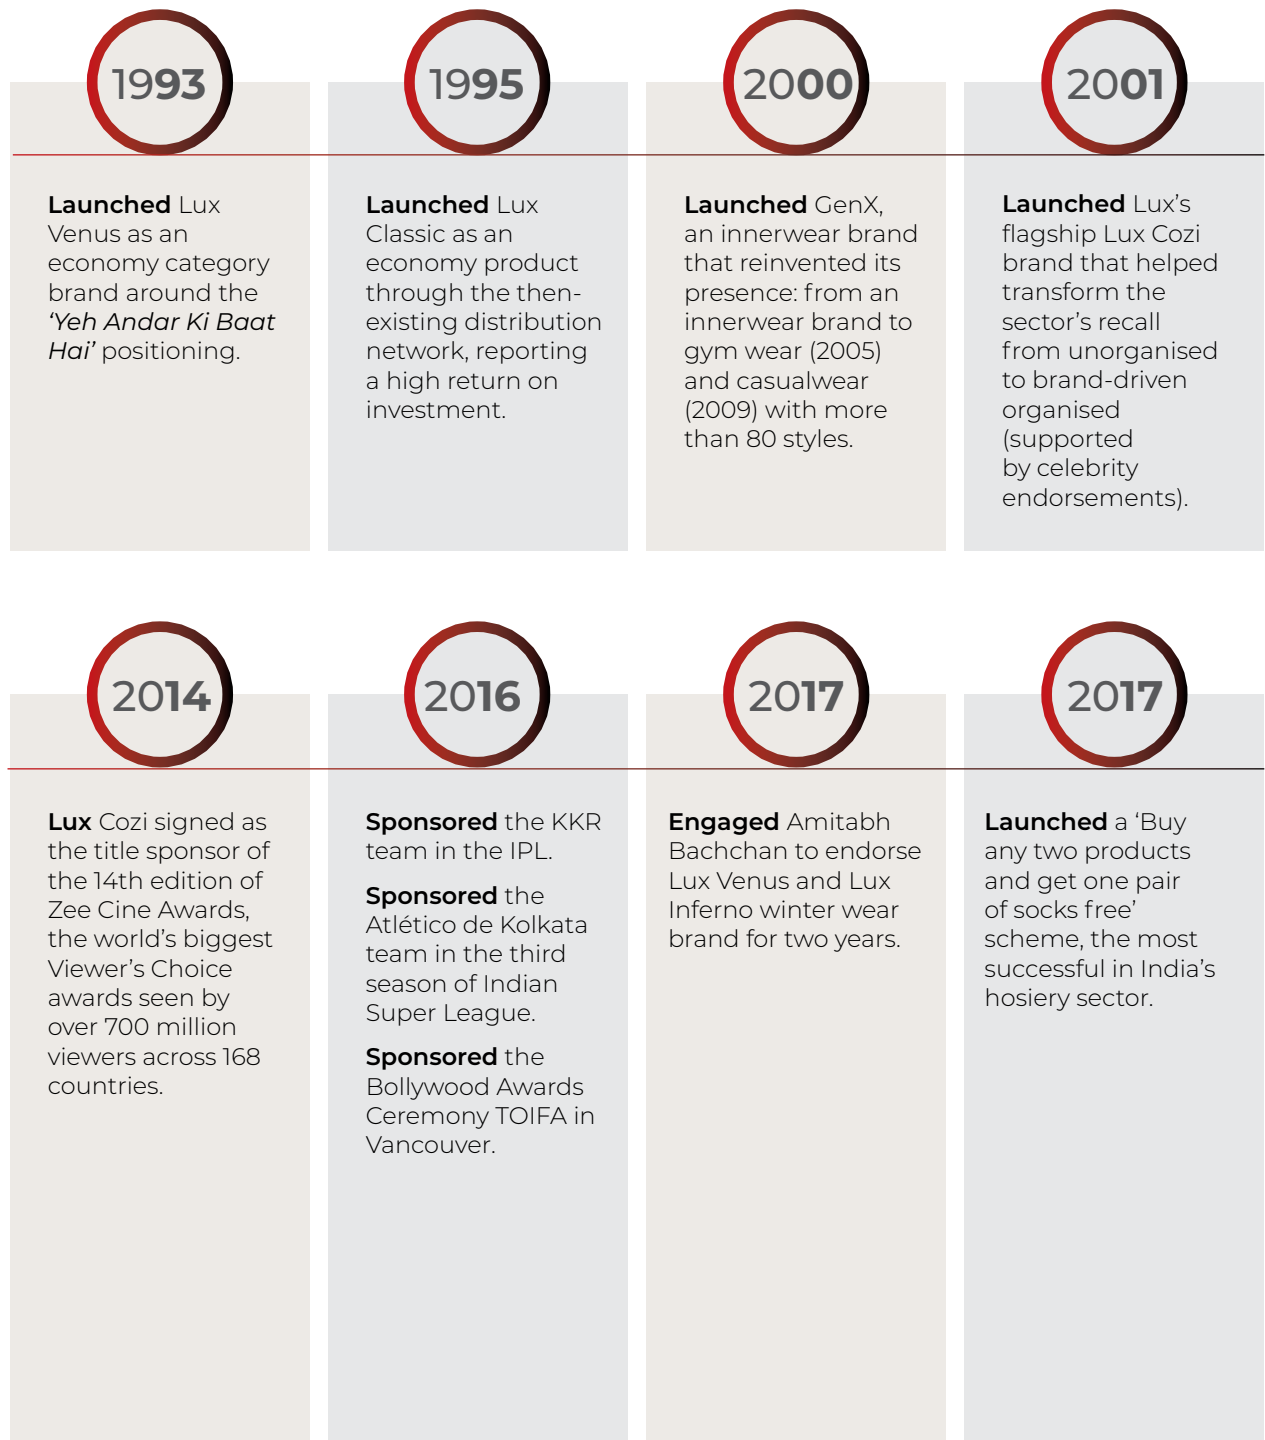 1993
Launched Lux
Venus as an
economy category
brand around the
‘Yeh Andar Ki Baat
Hai’ positioning.
1995
Launched Lux
Classic as an
economy product
through the then-
existing distribution
network, reporting
a high return on
investment.
2000
Launched GenX,
an innerwear brand
that reinvented its
presence: from an
innerwear brand to
gym wear (2005)
and casualwear
(2009) with more
than 80 styles.
2001
Launched Lux’s
flagship Lux Cozi
brand that helped
transform the
sector’s recall
from unorganised
to brand-driven
organised
(supported
by celebrity
endorsements).
2014
Lux Cozi signed as
the title sponsor of
the 14th edition of
Zee Cine Awards,
the world’s biggest
Viewer’s Choice
awards seen by
over 700 million
viewers across 168
countries.
2016
Sponsored the KKR
team in the IPL.
Sponsored the
Atlético de Kolkata
team in the third
season of Indian
Super League.
Sponsored the
Bollywood Awards
Ceremony TOIFA in
Vancouver.
2017
Engaged Amitabh
Bachchan to endorse
Lux Venus and Lux
Inferno winter wear
brand for two years.
2017
Launched a ‘Buy
any two products
and get one pair
of socks free’
scheme, the most
successful in India’s
hosiery sector.